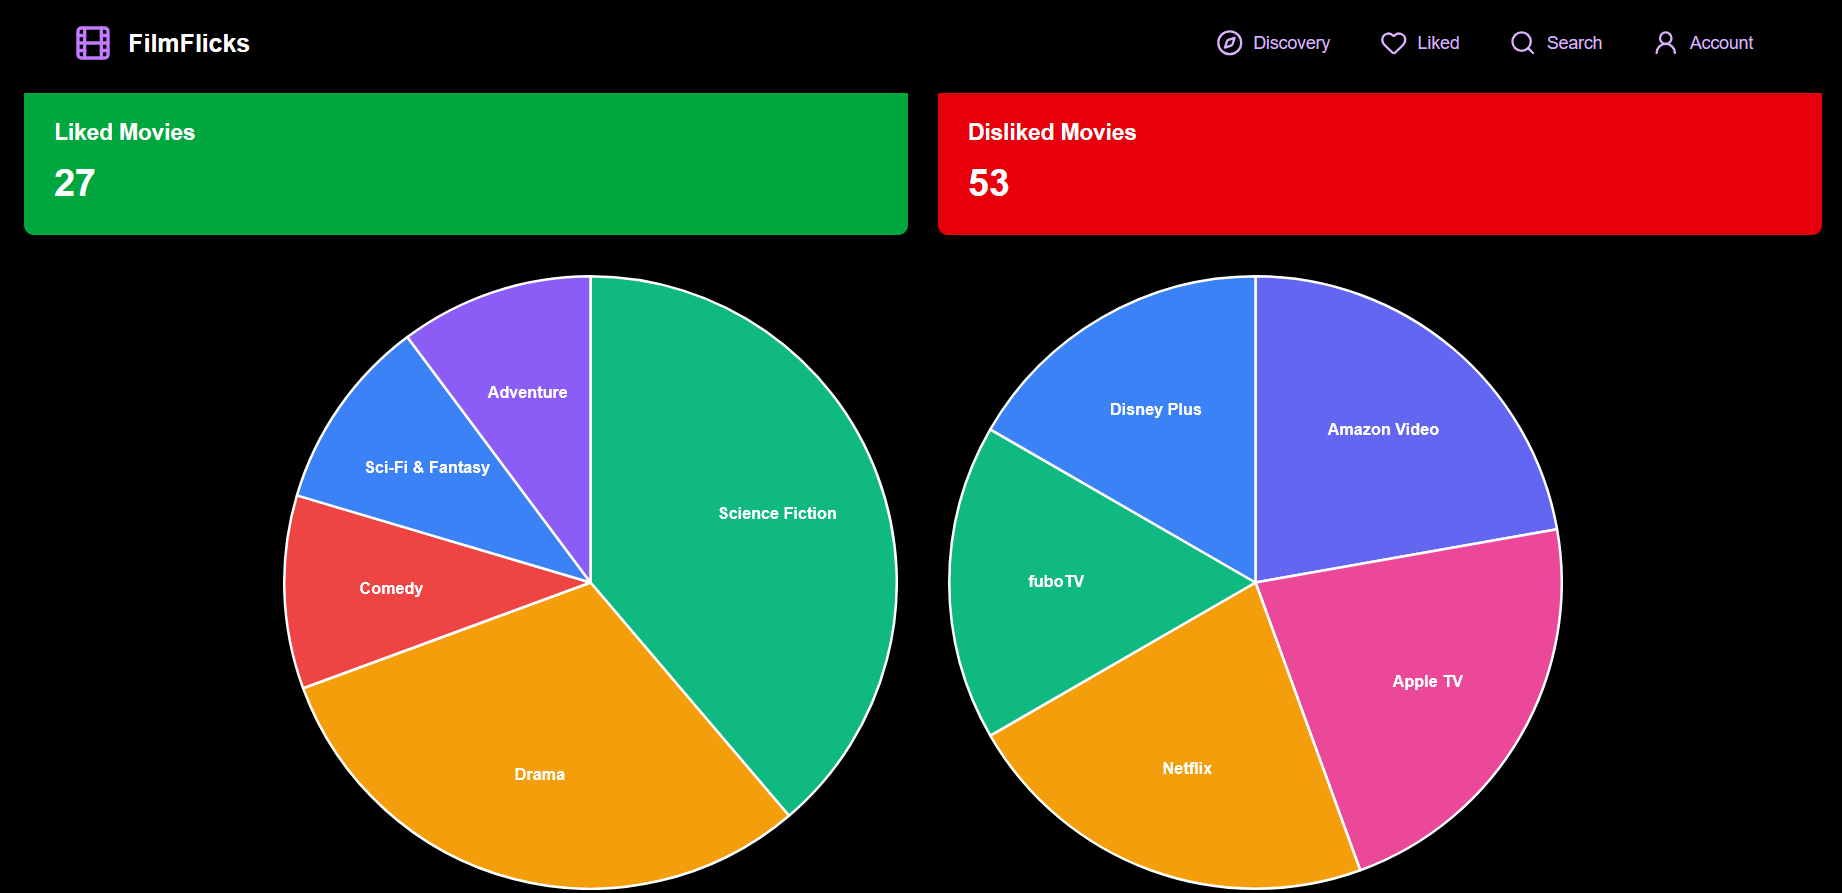 FilmFlicks
Discovery
Liked
Search
Account
Liked Movies
27
Disliked Movies
53
Adventure
Science Fiction
Sci-Fi & Fantasy
Comedy
Drama
Disney Plus
Amazon Video
fuboTV
Apple TV
Netflix